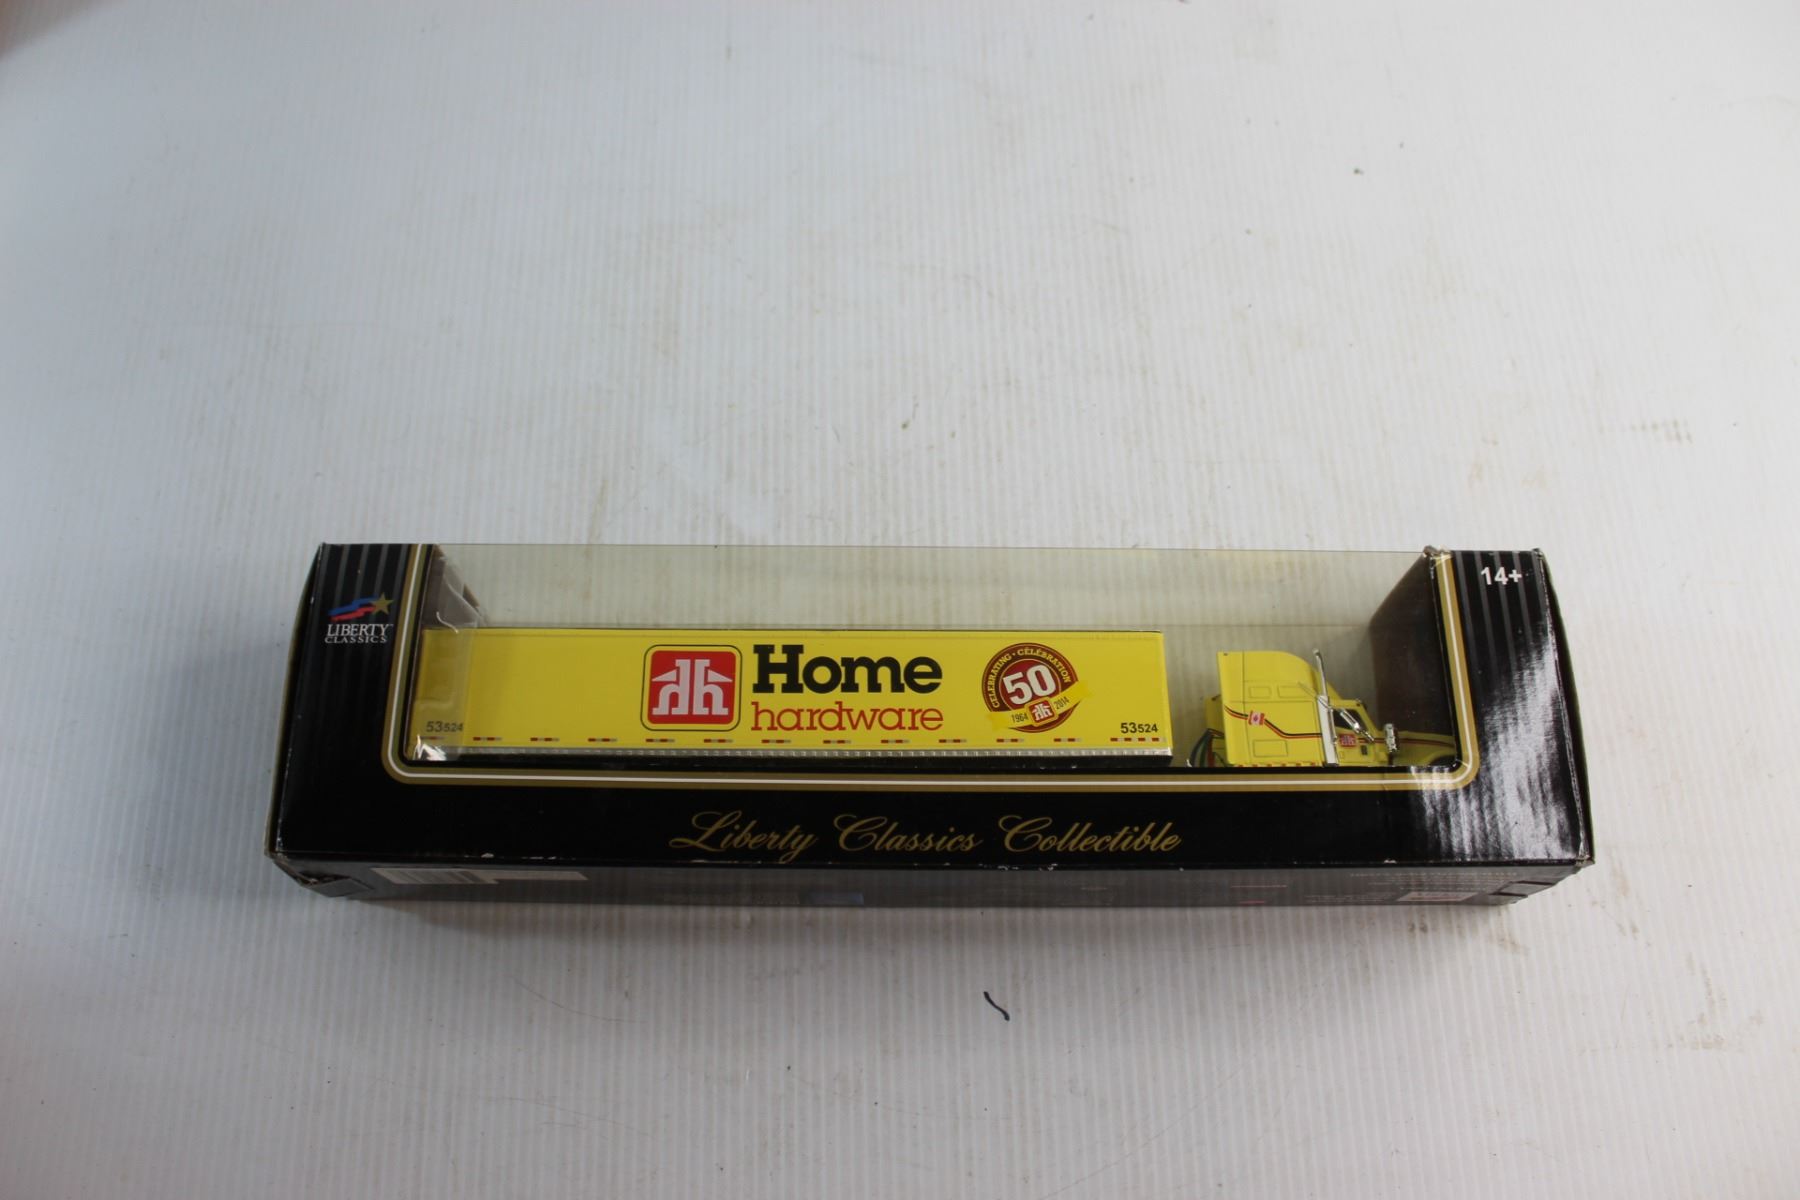 14+
LIBERTY
CLASSICS
Home
hardware
CELEBRATING · CÉLÉBRATION
50
1964 2014
53524
53524
Liberty Classics Collectible